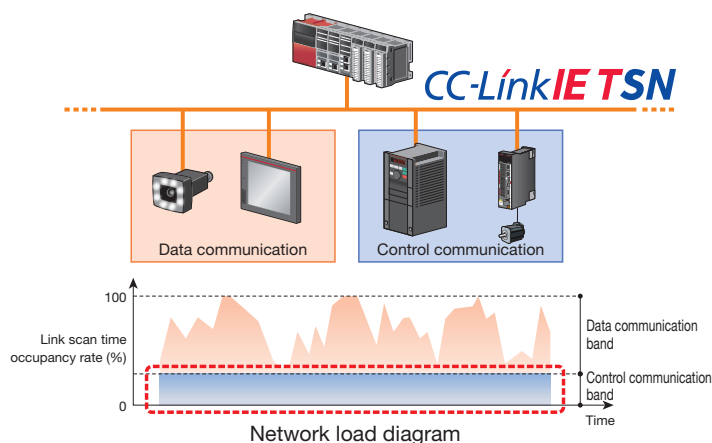 CC-Link IE TSN
Data communication
Control communication
100
Link scan time
occupancy rate (%)
0
Data communication
band
Control communication
band
Time
Network load diagram